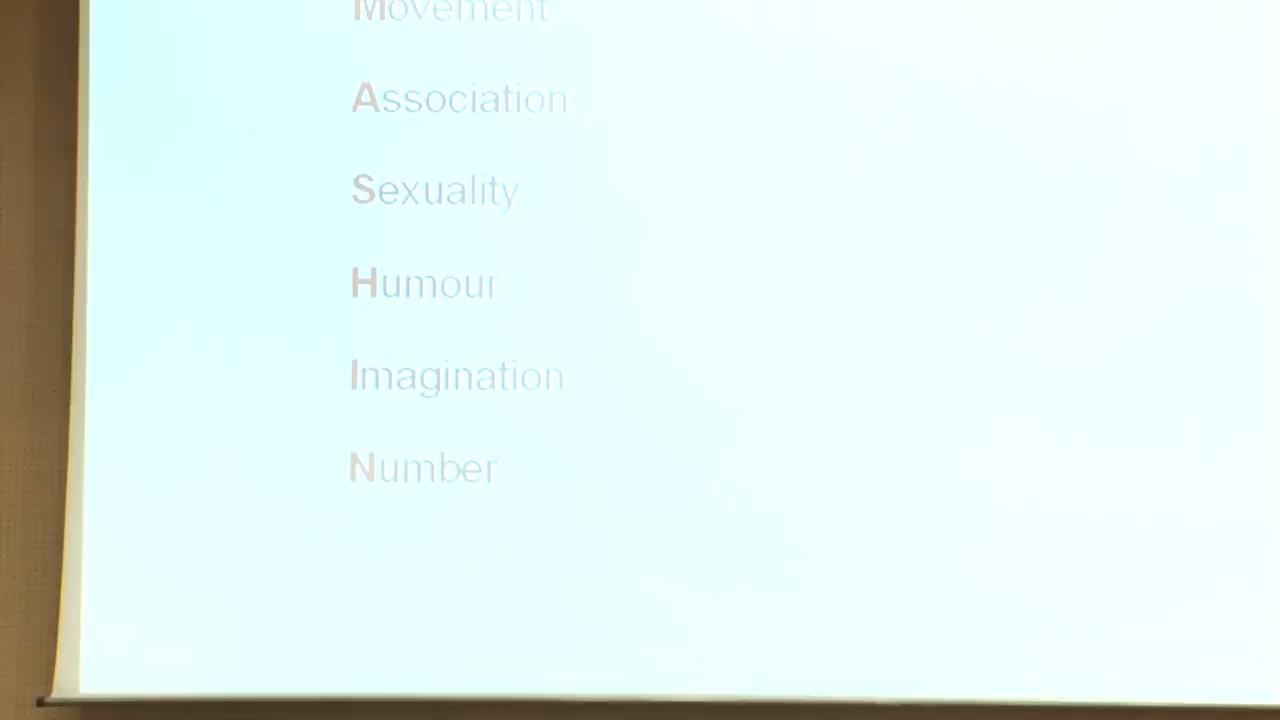 Movement
Association
Sexuality
Humour
Imagination
Number